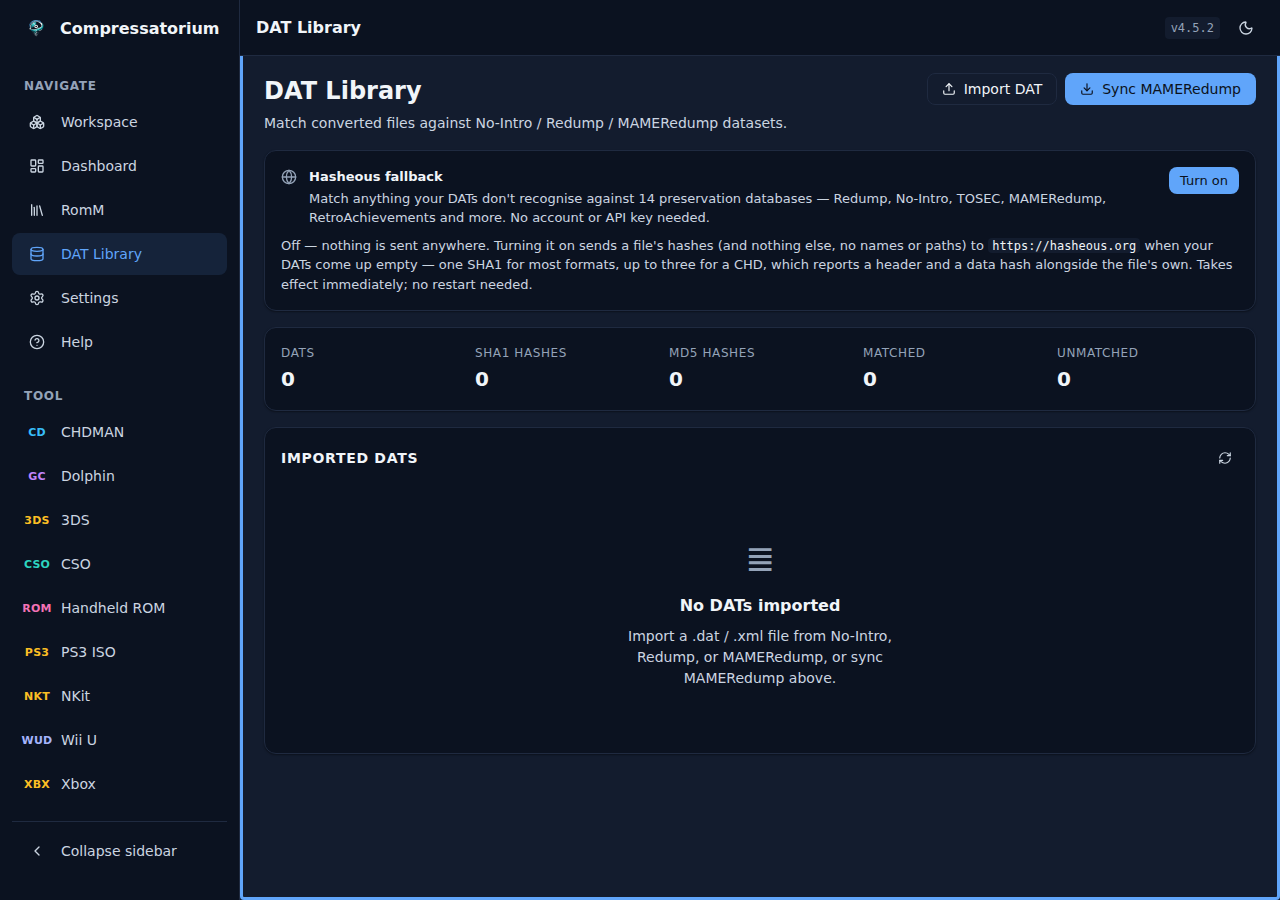 Compressatorium
DAT Library
v4.5.2
NAVIGATE
Workspace
Dashboard
RomM
DAT Library
Settings
Help
TOOL
CD CHDMAN
GC Dolphin
3DS 3DS
CSO CSO
ROM Handheld ROM
PS3 PS3 ISO
NKT NKit
WUD Wii U
XBX Xbox
Collapse sidebar
DAT Library
Import DAT
Sync MAMERedump
Match converted files against No-Intro / Redump / MAMERedump datasets.
Hasheous fallback
Turn on
Match anything your DATs don't recognise against 14 preservation databases — Redump, No-Intro, TOSEC, MAMERedump,
RetroAchievements and more. No account or API key needed.
Off — nothing is sent anywhere. Turning it on sends a file's hashes (and nothing else, no names or paths) to https://hasheous.org when your
DATs come up empty — one SHA1 for most formats, up to three for a CHD, which reports a header and a data hash alongside the file's own. Takes
effect immediately; no restart needed.
DATS SHA1 HASHES MD5 HASHES MATCHED UNMATCHED
0 0 0 0 0
IMPORTED DATS
No DATs imported
Import a .dat / .xml file from No-Intro,
Redump, or MAMERedump, or sync
MAMERedump above.